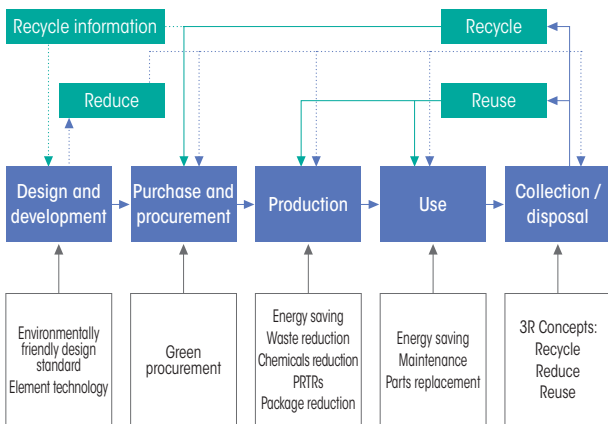 Recycle information
Recycle
Reduce
Reuse
Design and
development
Purchase and
procurement
Production
Use
Collection /
disposal
Environmentally
friendly design
standard
Element technology
Green
procurement
Energy saving
Waste reduction
Chemicals reduction
PRTRs
Package reduction
Energy saving
Maintenance
Parts replacement
3R Concepts:
Recycle
Reduce
Reuse